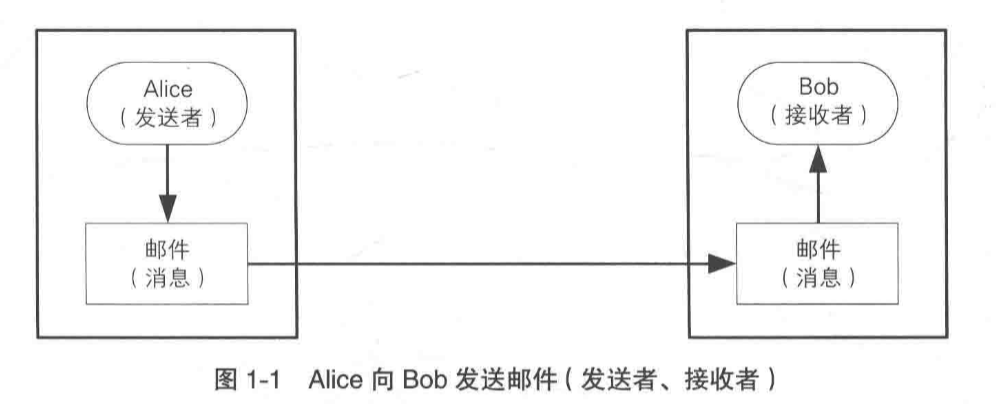 Alice
（发送者）
Bob
（接收者）
邮件
（消息）
邮件
（消息）
图 1-1 Alice 向 Bob 发送邮件（发送者、接收者）